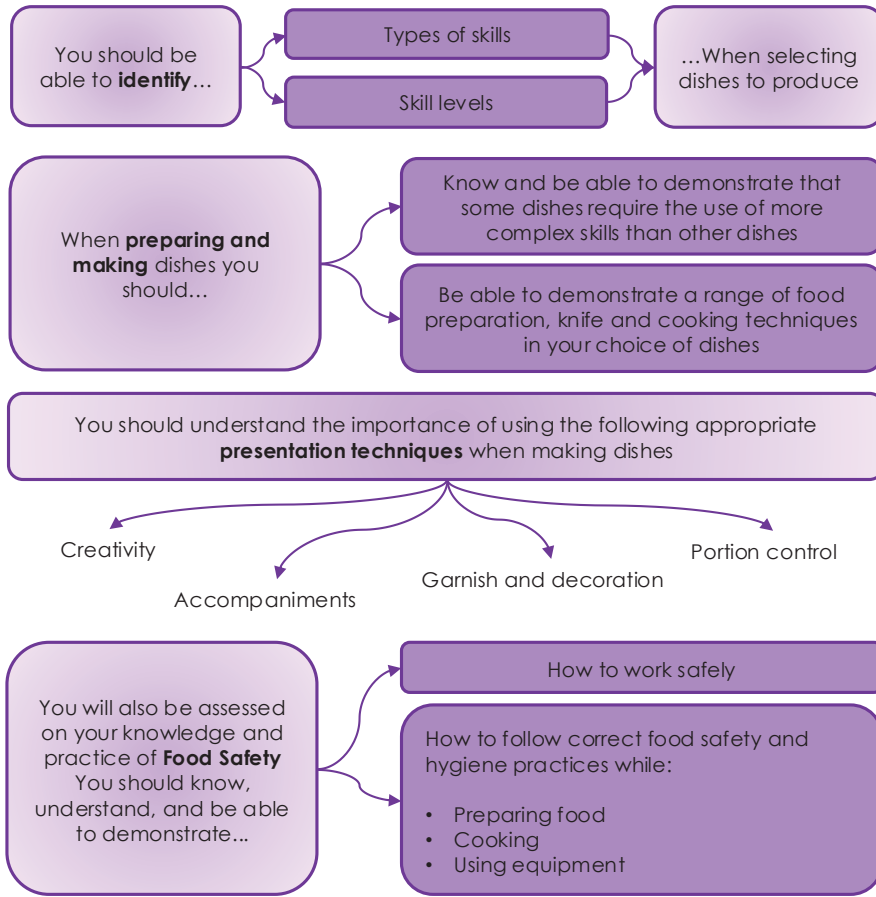 You should be
able to identify…
Types of skills
Skill levels
…When selecting
dishes to produce
When preparing and
making dishes you
should…
Know and be able to demonstrate that
some dishes require the use of more
complex skills than other dishes
Be able to demonstrate a range of food
preparation, knife and cooking techniques
in your choice of dishes
You should understand the importance of using the following appropriate
presentation techniques when making dishes
Creativity
Accompaniments
Garnish and decoration
Portion control
You will also be assessed
on your knowledge and
practice of Food Safety
You should know,
understand, and be able
to demonstrate...
How to work safely
How to follow correct food safety and
hygiene practices while:
• Preparing food
• Cooking
• Using equipment